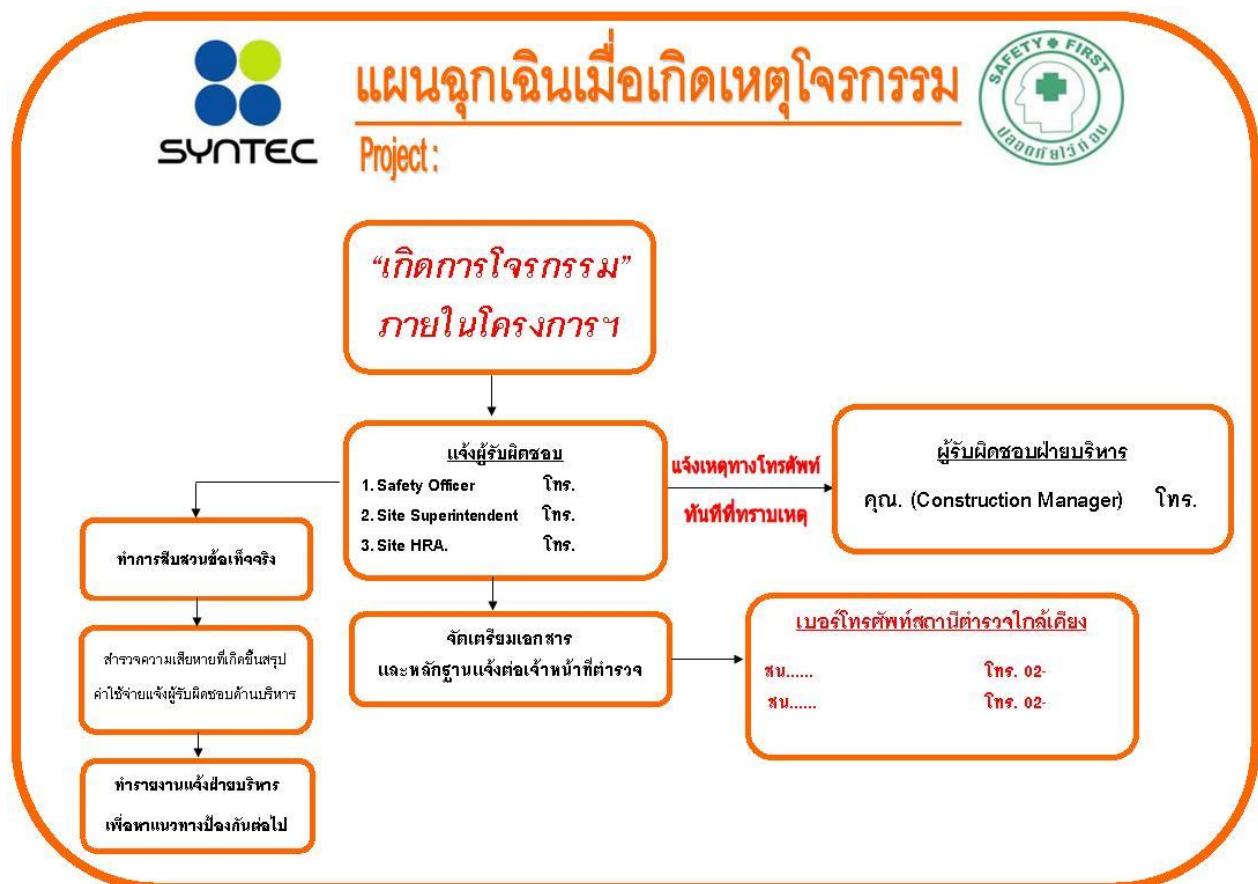 SYNTEC
แผนฉุกเฉินเมื่อเกิดเหตุโจรกรรม
Project :
SAFETY FIRST
ปลอดภัยไว้ก่อน
“เกิดการโจรกรรม”
ภายในโครงการฯ
แจ้งผู้รับผิดชอบ
1. Safety Officer โทร.
2. Site Superintendent โทร.
3. Site HRA. โทร.
แจ้งเหตุทางโทรศัพท์
ทันทีที่ทราบเหตุ
ผู้รับผิดชอบฝ่ายบริหาร
คุณ. (Construction Manager) โทร.
ทำการสืบสวนข้อเท็จจริง
สำรวจความเสียหายที่เกิดขึ้นสรุป
ค่าใช้จ่ายแจ้งผู้รับผิดชอบด้านบริหาร
ทำรายงานแจ้งฝ่ายบริหาร
เพื่อหาแนวทางป้องกันต่อไป
จัดเตรียมเอกสาร
และหลักฐานแจ้งต่อเจ้าหน้าที่ตำรวจ
เบอร์โทรศัพท์สถานีตำรวจใกล้เคียง
สน...... โทร. 02-
สน...... โทร. 02-